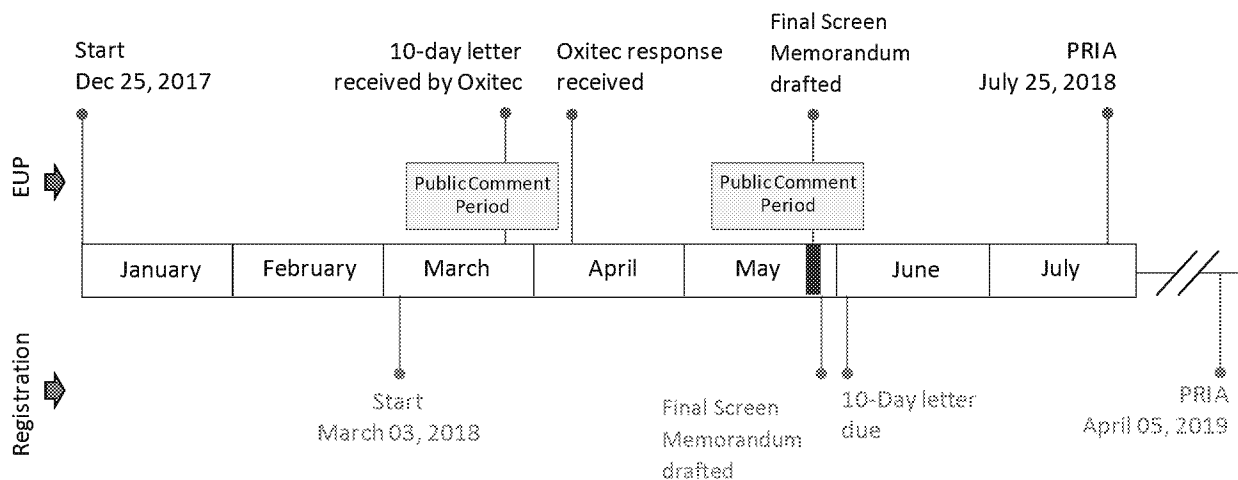 Start
Dec 25, 2017
10-day letter
received by Oxitec
Oxitec response
received
Final Screen
Memorandum
drafted
PRIA
July 25, 2018
EUP
Public Comment
Period
Public Comment
Period
January
February
March
April
May
June
July
Registration
Start
March 03, 2018
Final Screen
Memorandum
drafted
10-Day letter
due
PRIA
April 05, 2019